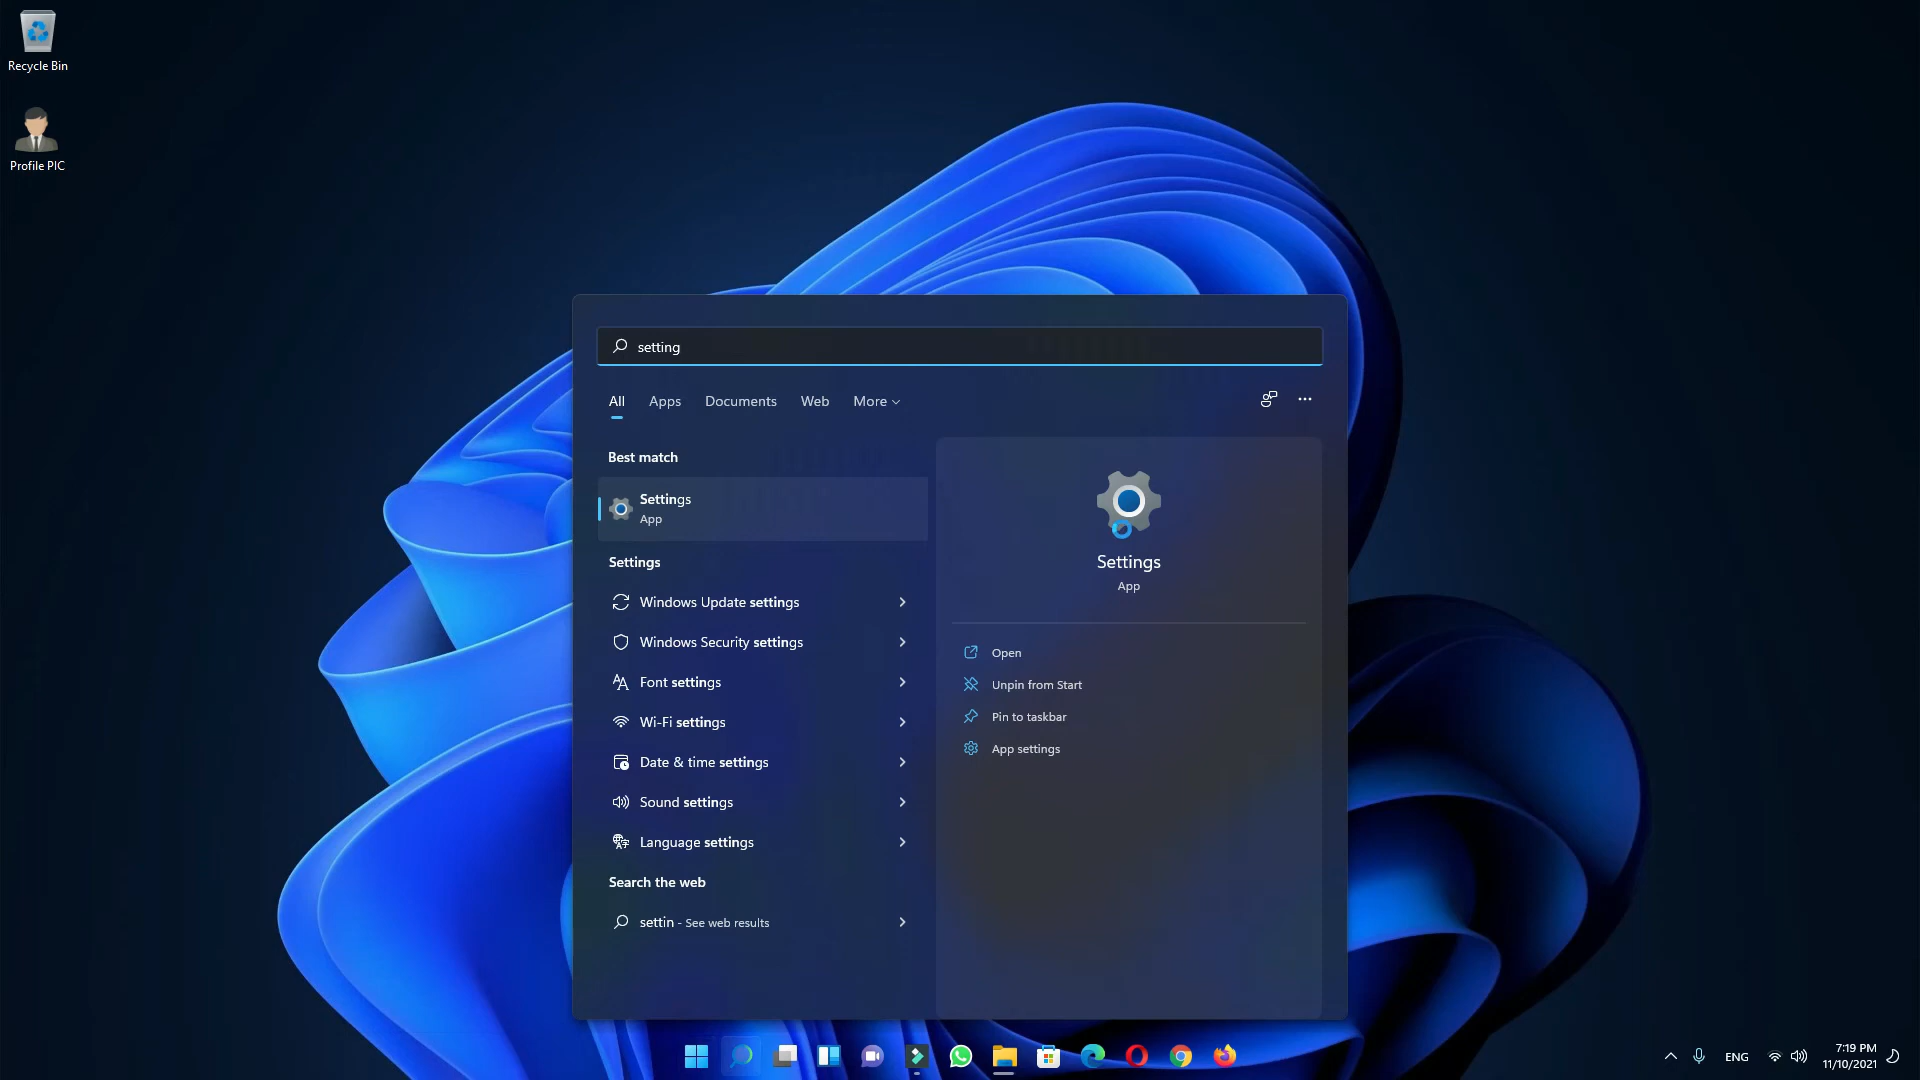 Recycle Bin
Profile PIC
setting
All Apps Documents Web More
Best match
Settings
App
Settings
Windows Update settings
Windows Security settings
Font settings
Wi-Fi settings
Date & time settings
Sound settings
Language settings
Search the web
settin - See web results
Settings
App
Open
Unpin from Start
Pin to taskbar
App settings
ENG
7:19 PM
11/10/2021